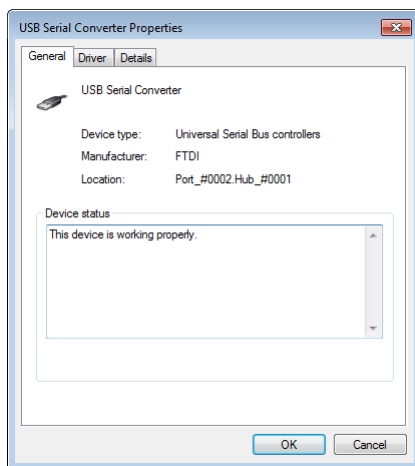 USB Serial Converter Properties
General Driver Details
USB Serial Converter
Device type: Universal Serial Bus controllers
Manufacturer: FTDI
Location: Port_#0002.Hub_#0001
Device status
This device is working properly.
OK Cancel